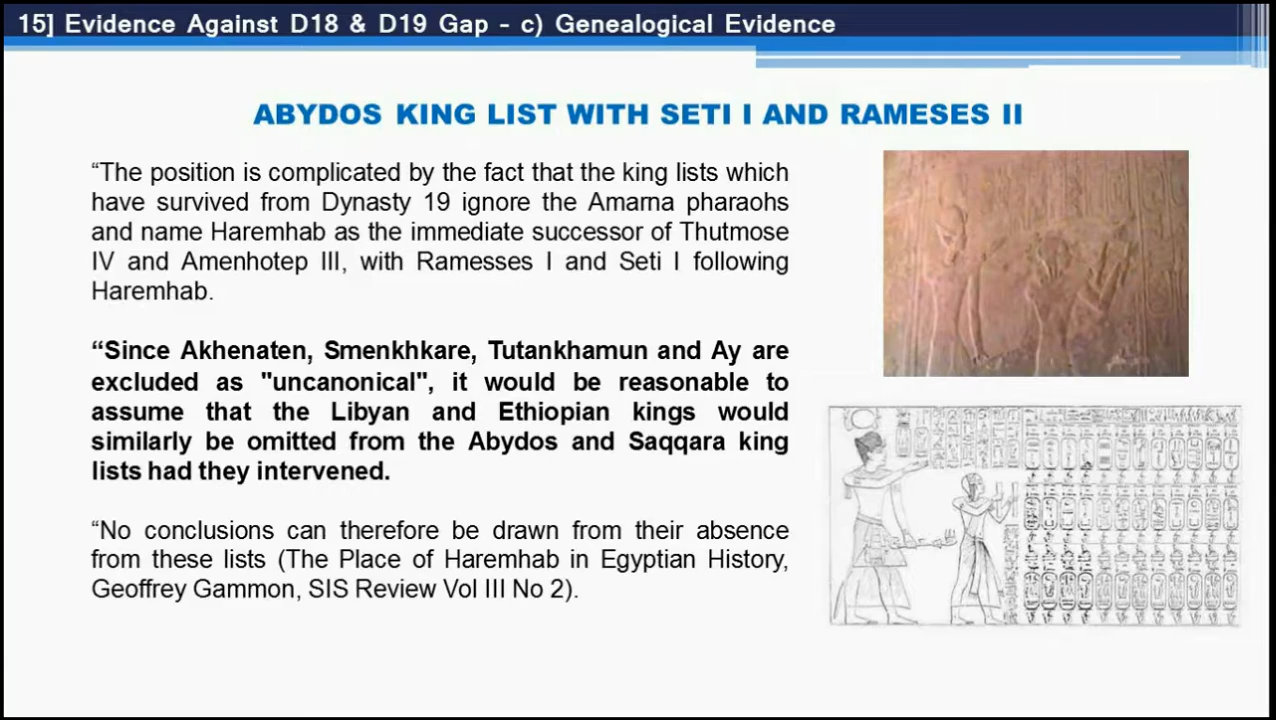 15] Evidence Against D18 & D19 Gap - c) Genealogical Evidence
ABYDOS KING LIST WITH SETI I AND RAMESES II
“The position is complicated by the fact that the king lists which
have survived from Dynasty 19 ignore the Amarna pharaohs
and name Haremhab as the immediate successor of Thutmose
IV and Amenhotep III, with Ramesses I and Seti I following
Haremhab.
“Since Akhenaten, Smenkhkare, Tutankhamun and Ay are
excluded as "uncanonical", it would be reasonable to
assume that the Libyan and Ethiopian kings would
similarly be omitted from the Abydos and Saqqara king
lists had they intervened.
“No conclusions can therefore be drawn from their absence
from these lists (The Place of Haremhab in Egyptian History,
Geoffrey Gammon, SIS Review Vol III No 2).